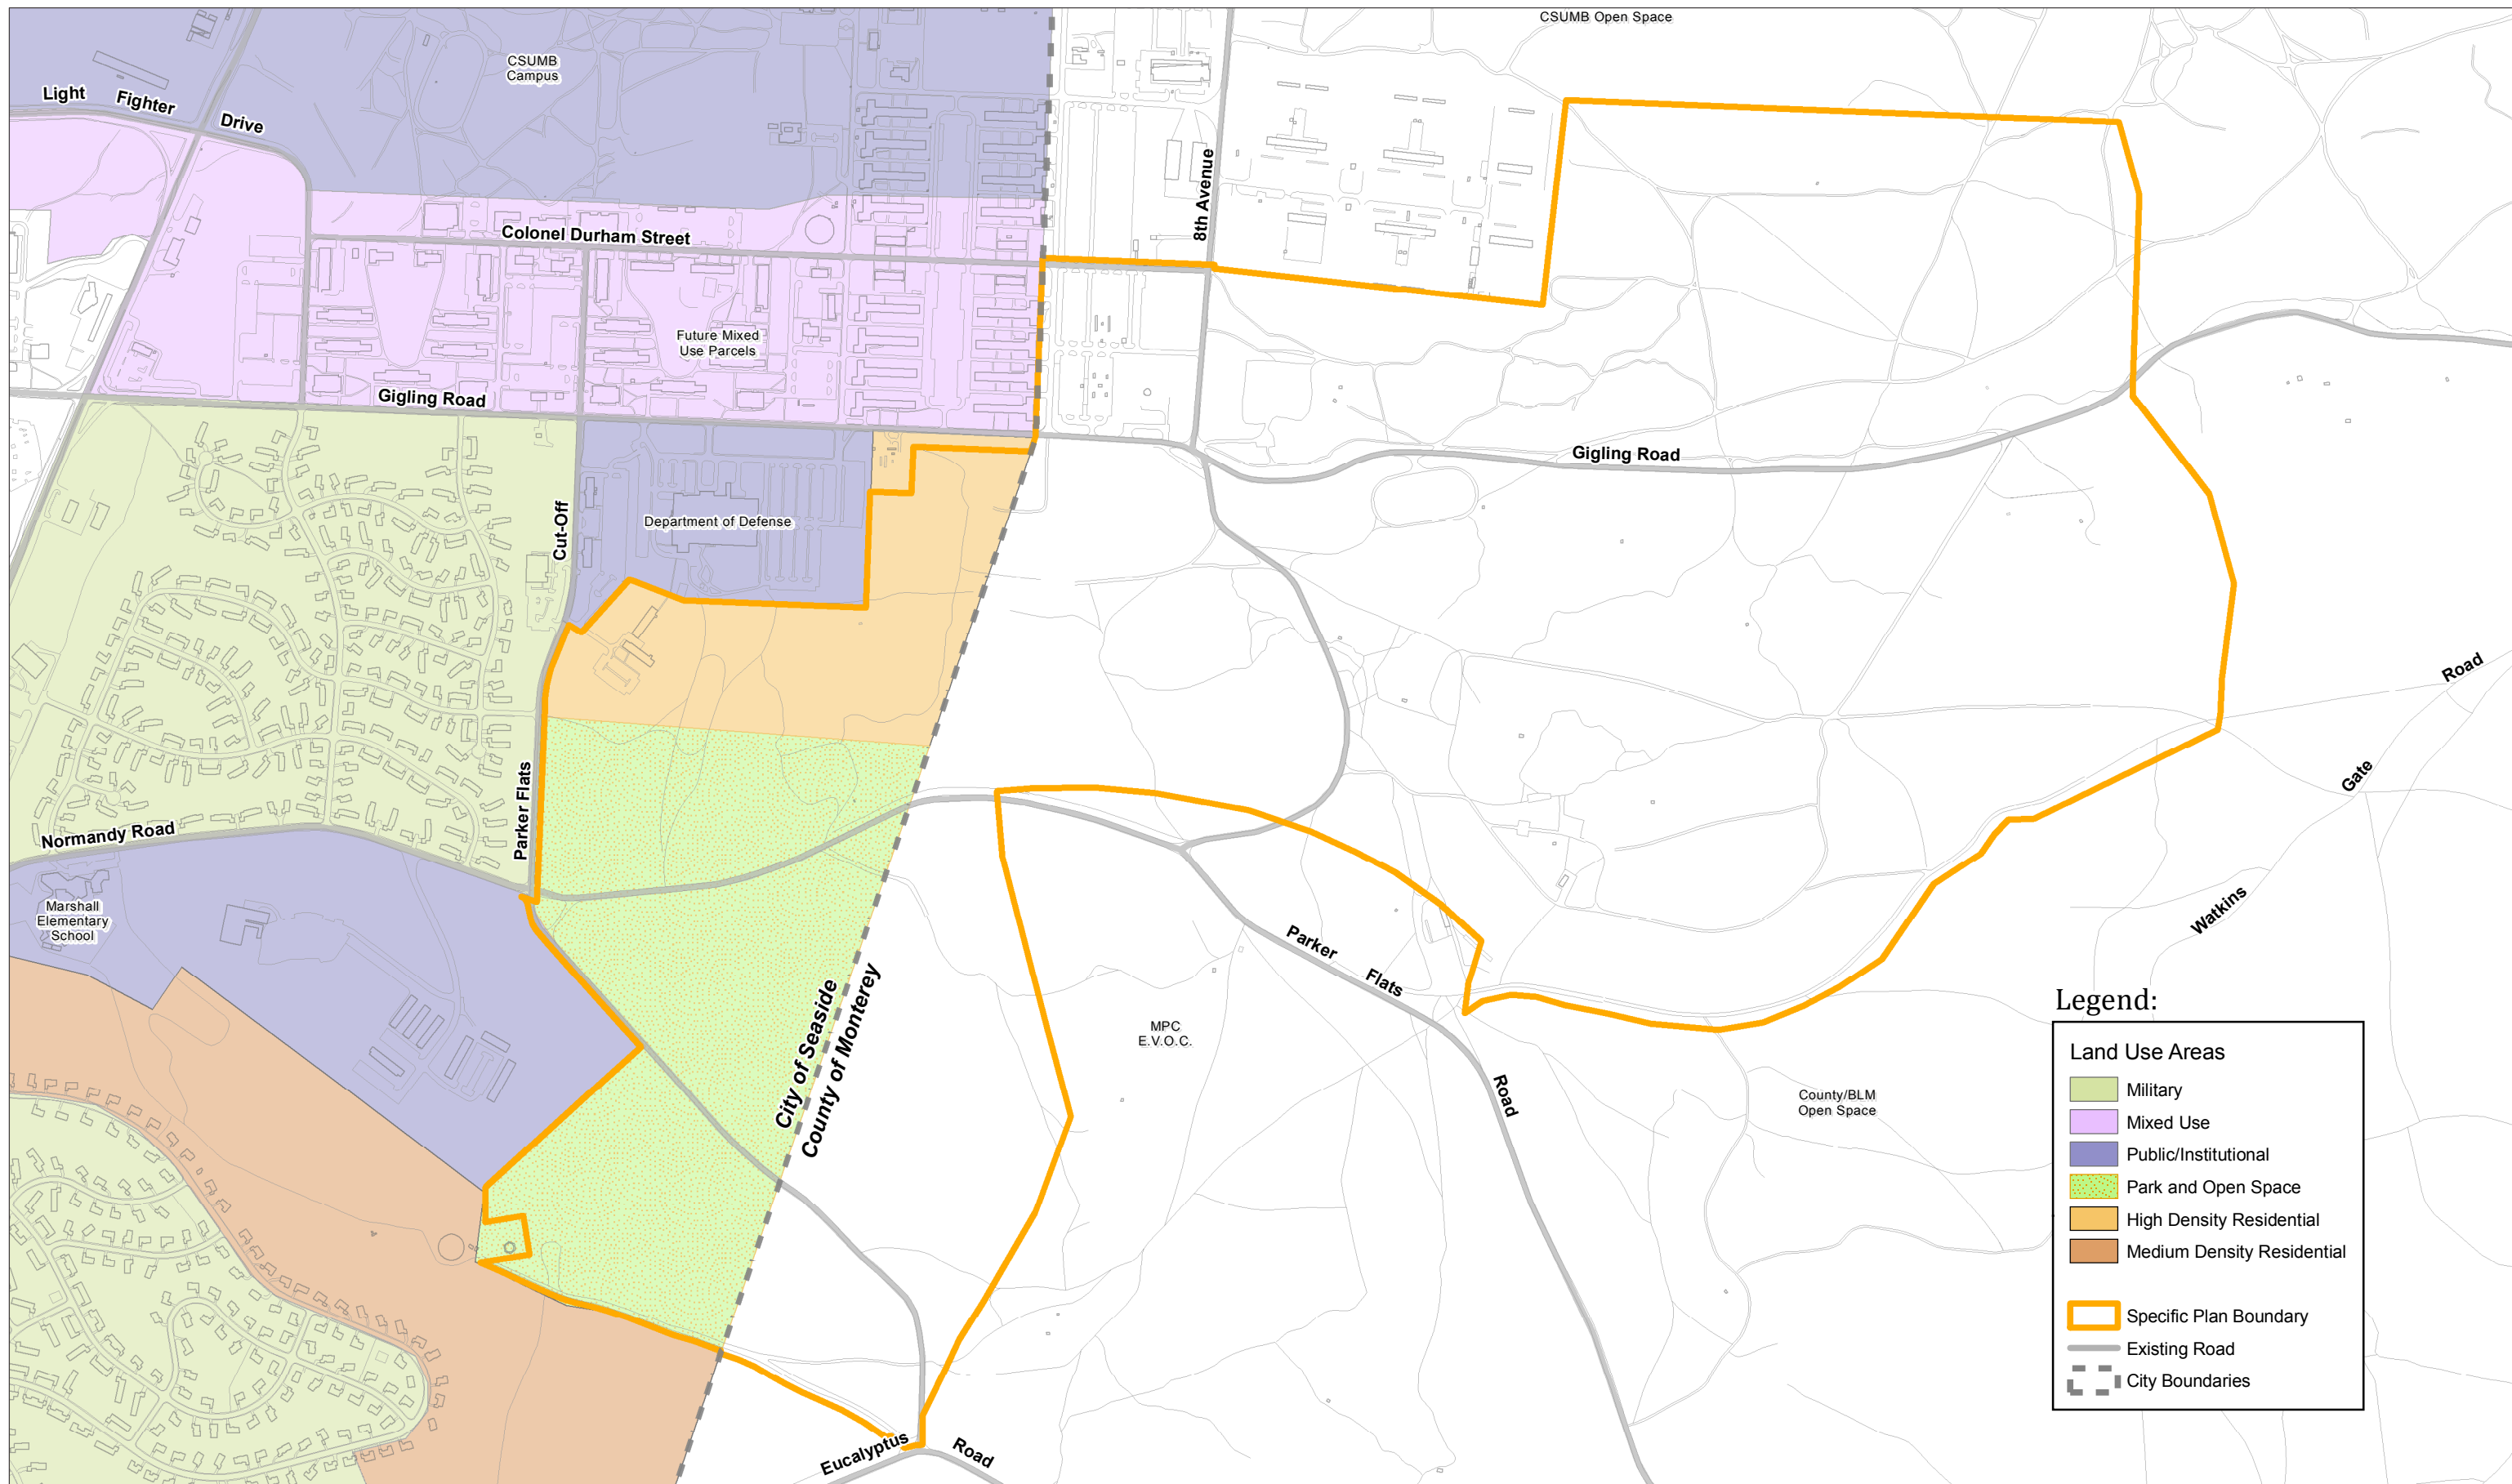 CSUMB Open Space
CSUMB
Campus
Light Fighter Drive
8th Avenue
Colonel Durham Street
Future Mixed
Use Parcels
Gigling Road
Gigling Road
Cut-Off
Department of Defense
Road
Gate
Watkins
Parker Flats
Normandy Road
Marshall
Elementary
School
Parker
Flats
Road
City of Seaside
County of Monterey
MPC
E.V.O.C.
County/BLM
Open Space
Eucalyptus
Road
Legend:
Land Use Areas
Military
Mixed Use
Public/Institutional
Park and Open Space
High Density Residential
Medium Density Residential
Specific Plan Boundary
Existing Road
City Boundaries